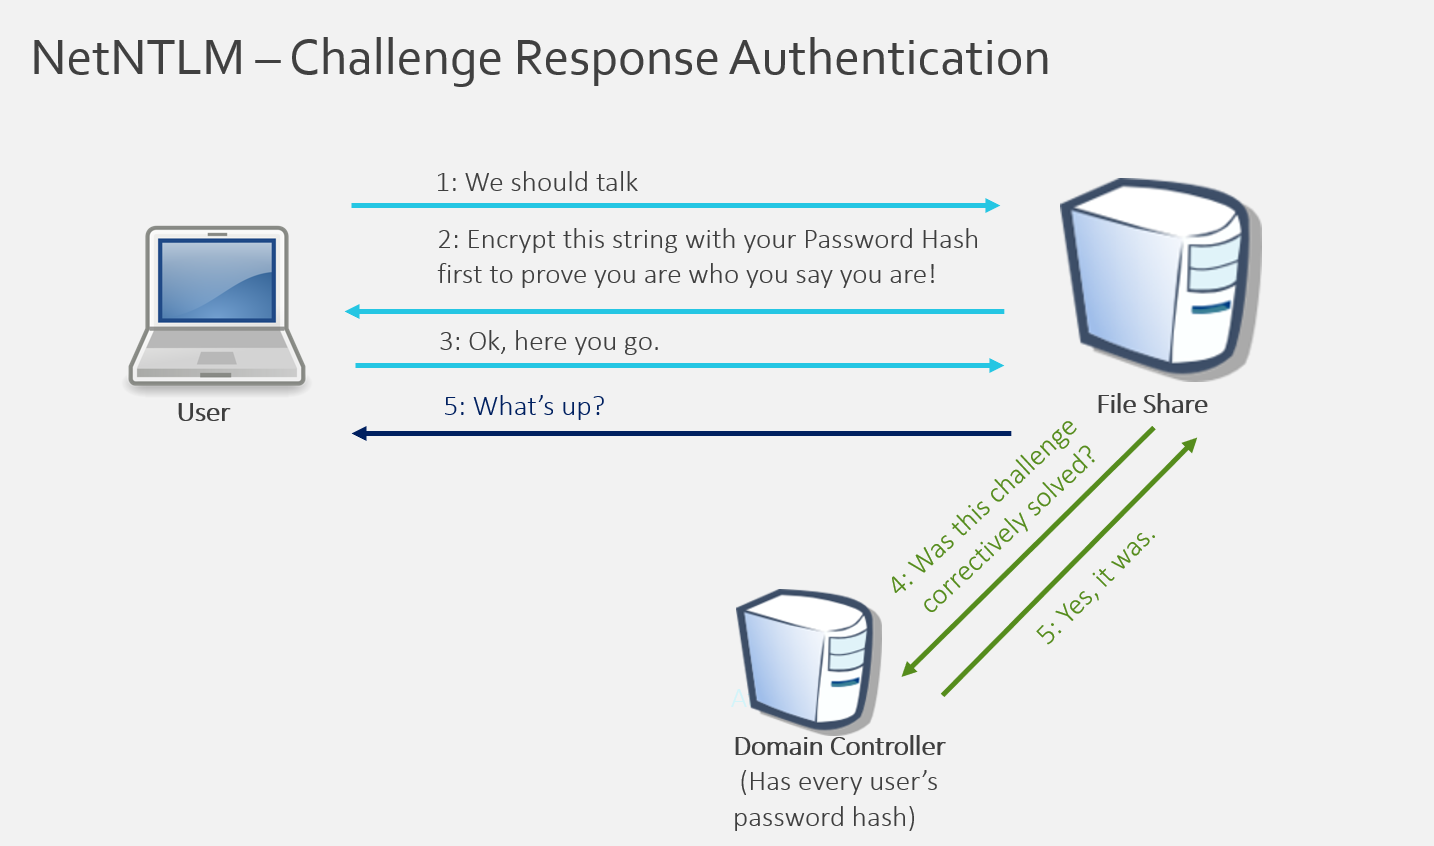 NetNTLM – Challenge Response Authentication
1: We should talk
2: Encrypt this string with your Password Hash
first to prove you are who you say you are!
3: Ok, here you go.
5: What's up?
User
File Share
4: Was this challenge
correctively solved?
5: Yes, it was.
Domain Controller
(Has every user's
password hash)